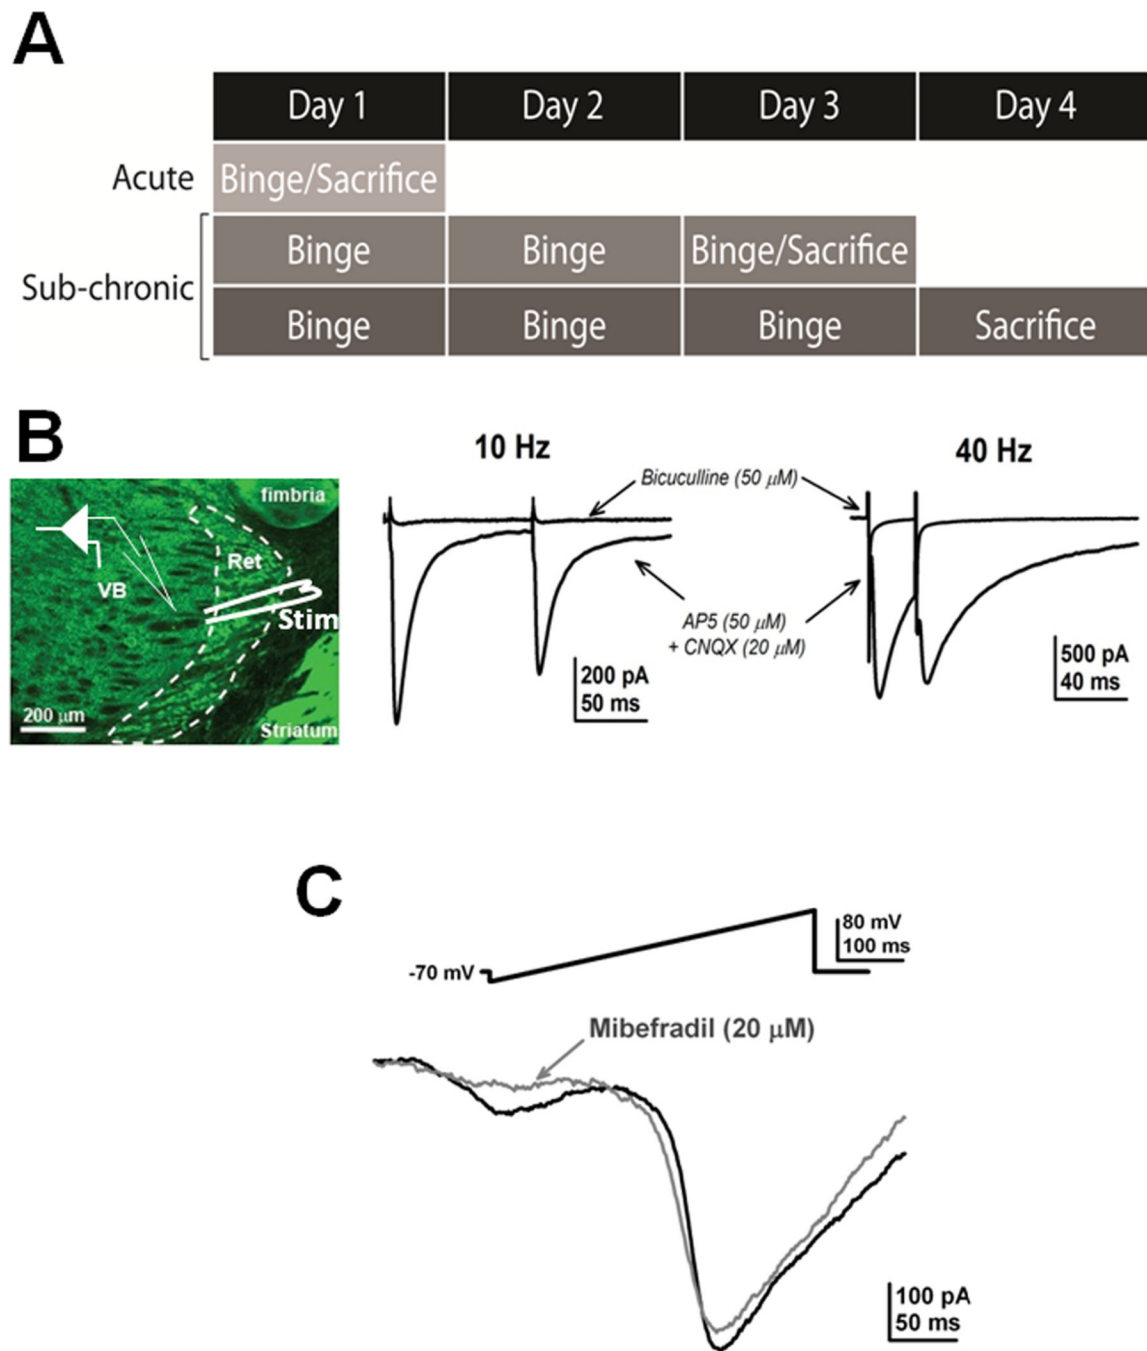 A
Day 1 Day 2 Day 3 Day 4
Acute Binge/Sacrifice
Binge Binge Binge/Sacrifice
Sub-chronic
Binge Binge Binge Sacrifice
B
10 Hz 40 Hz
Bicuculline (50 μM)
fimbria
Ret
VB
Stim
AP5 (50 μM)
+ CNQX (20 μM)
200 μm
Striatum
200 pA
50 ms
500 pA
40 ms
C
80 mV
100 ms
-70 mV
Mibefradil (20 μM)
100 pA
50 ms